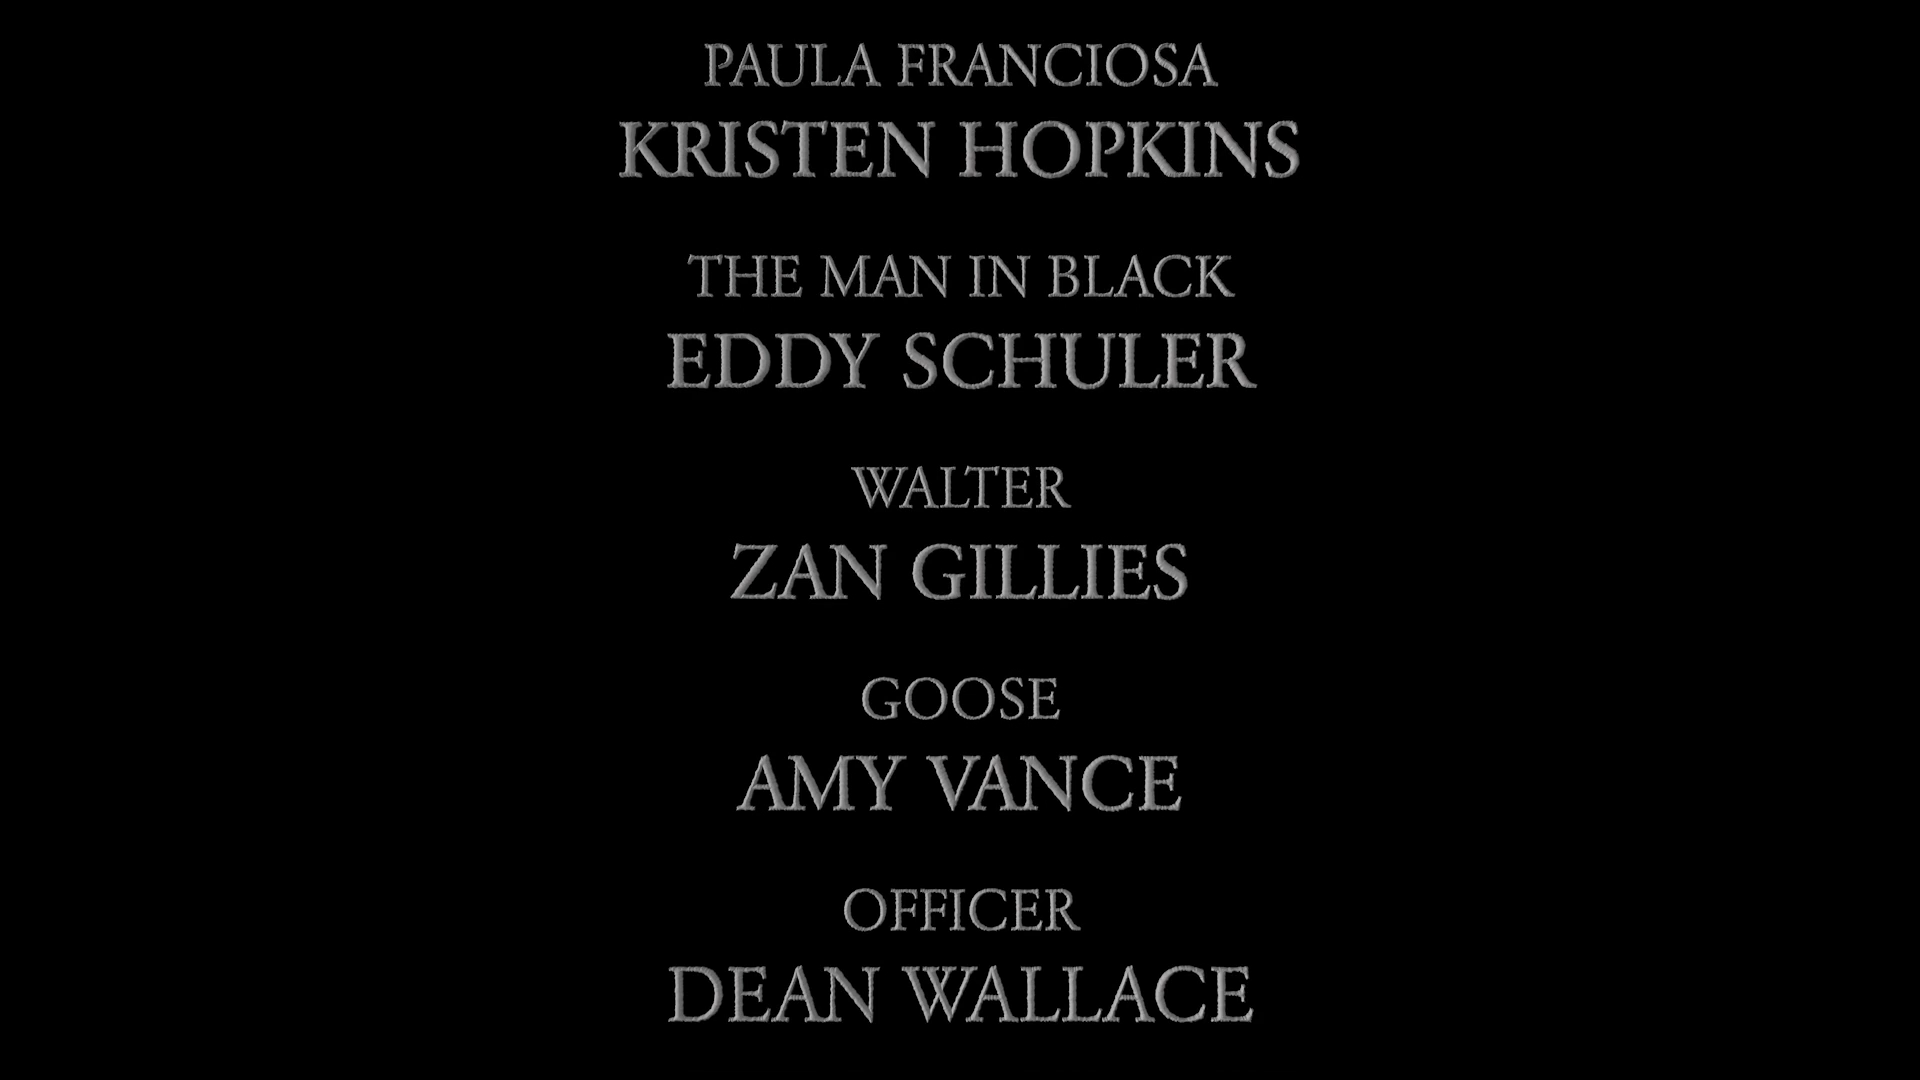 PAULA FRANCIOSA
KRISTEN HOPKINS
THE MAN IN BLACK
EDDY SCHULER
WALTER
ZAN GILLIES
GOOSE
AMY VANCE
OFFICER
DEAN WALLACE